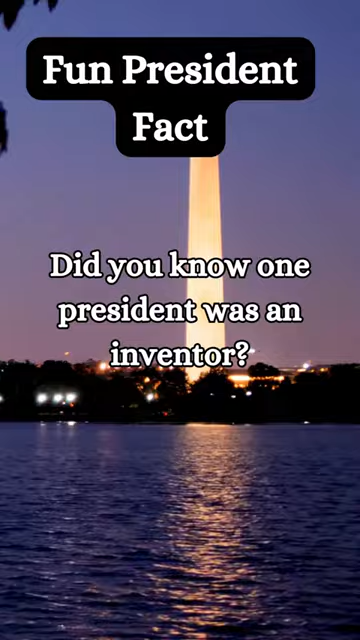 Fun President
Fact
Did you know one
president was an
inventor?